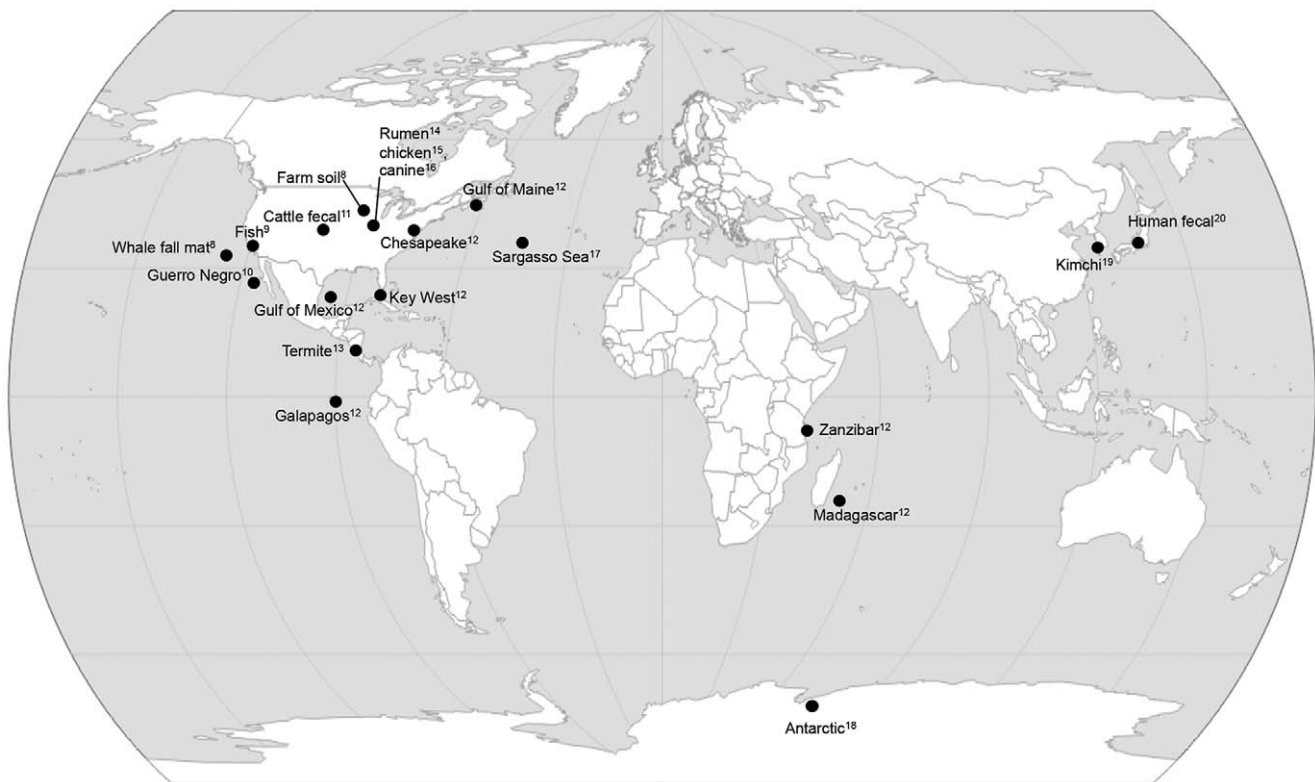 Rumen¹⁴
chicken¹⁵,
canine¹⁶
Farm soil⁸
Gulf of Maine¹²
Cattle fecal¹¹
Human fecal²⁰
Fish⁹
Chesapeake¹²
Whale fall mat⁸
Sargasso Sea¹⁷
Kimchi¹⁹
Guerro Negro¹⁰
Key West¹²
Gulf of Mexico¹²
Termite¹³
Galapagos¹²
Zanzibar¹²
Madagascar¹²
Antarctic¹⁸